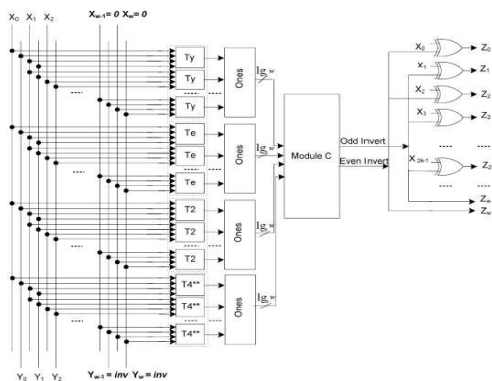 X0 X1 X2 Xw-1= 0 Xw= 0
Ty
Ty
Ty
Ones
lg w
Te
Te
Te
Ones
lg w
T2
T2
T2
Ones
lg w
T4**
T4**
T4**
Ones
lg w
Module C
Odd Invert
Even Invert
X0 Z0
X1 Z1
X2 Z2
X3 Z3
X2h-1
Zw
Zw
Y0 Y1 Y2 Yw-1 = inv Yw = inv